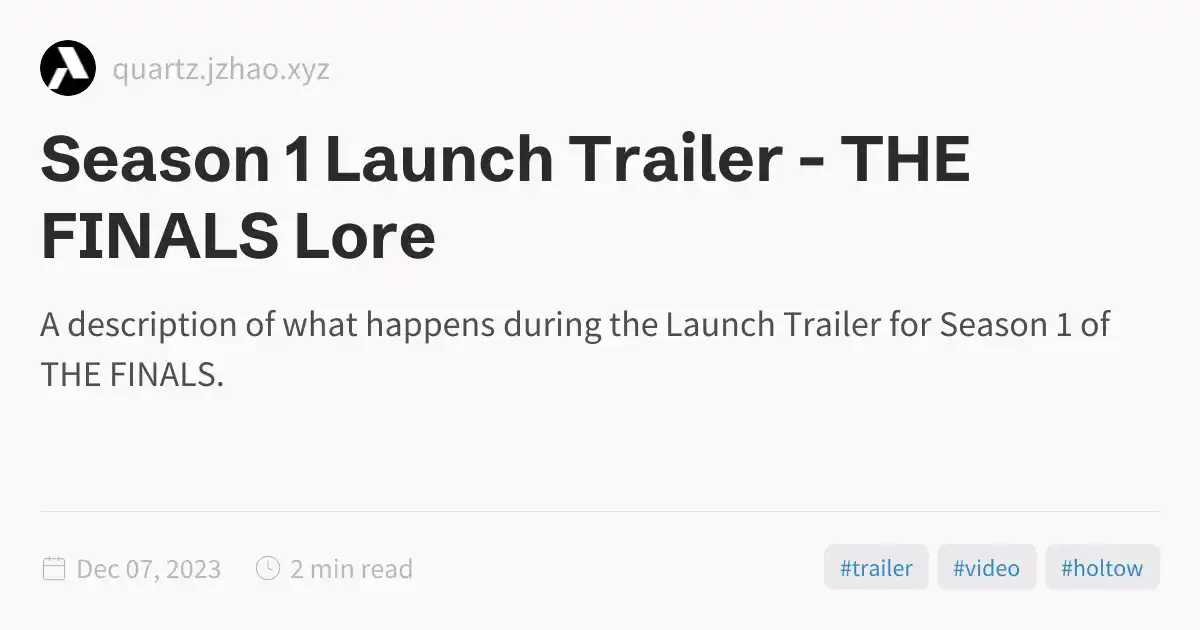 quartz.jzhao.xyz
Season 1 Launch Trailer - THE
FINALS Lore
A description of what happens during the Launch Trailer for Season 1 of
THE FINALS.
Dec 07, 2023 2 min read #trailer #video #holtow